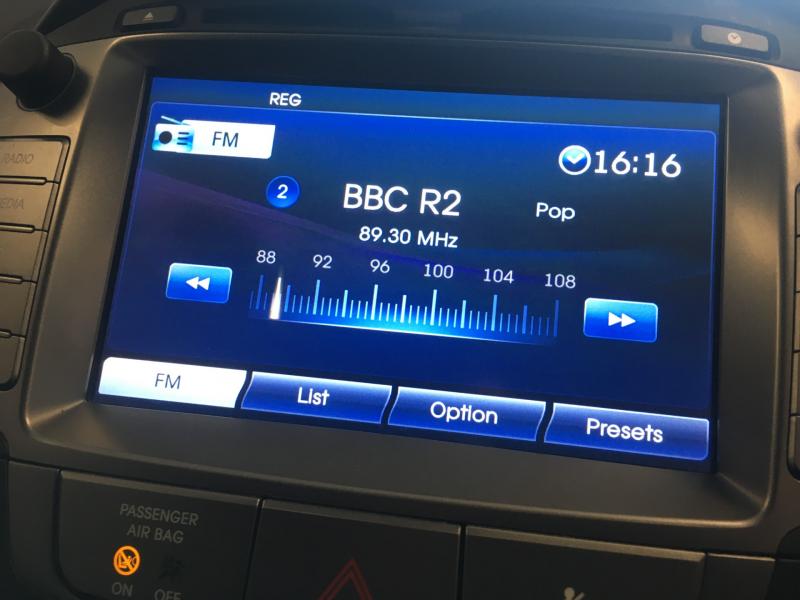 REG
FM
16:16
2
BBC R2
Pop
89.30 MHz
88 92 96 100 104 108
FM
List
Option
Presets
RADIO
MEDIA
PASSENGER
AIR BAG
ON OFF